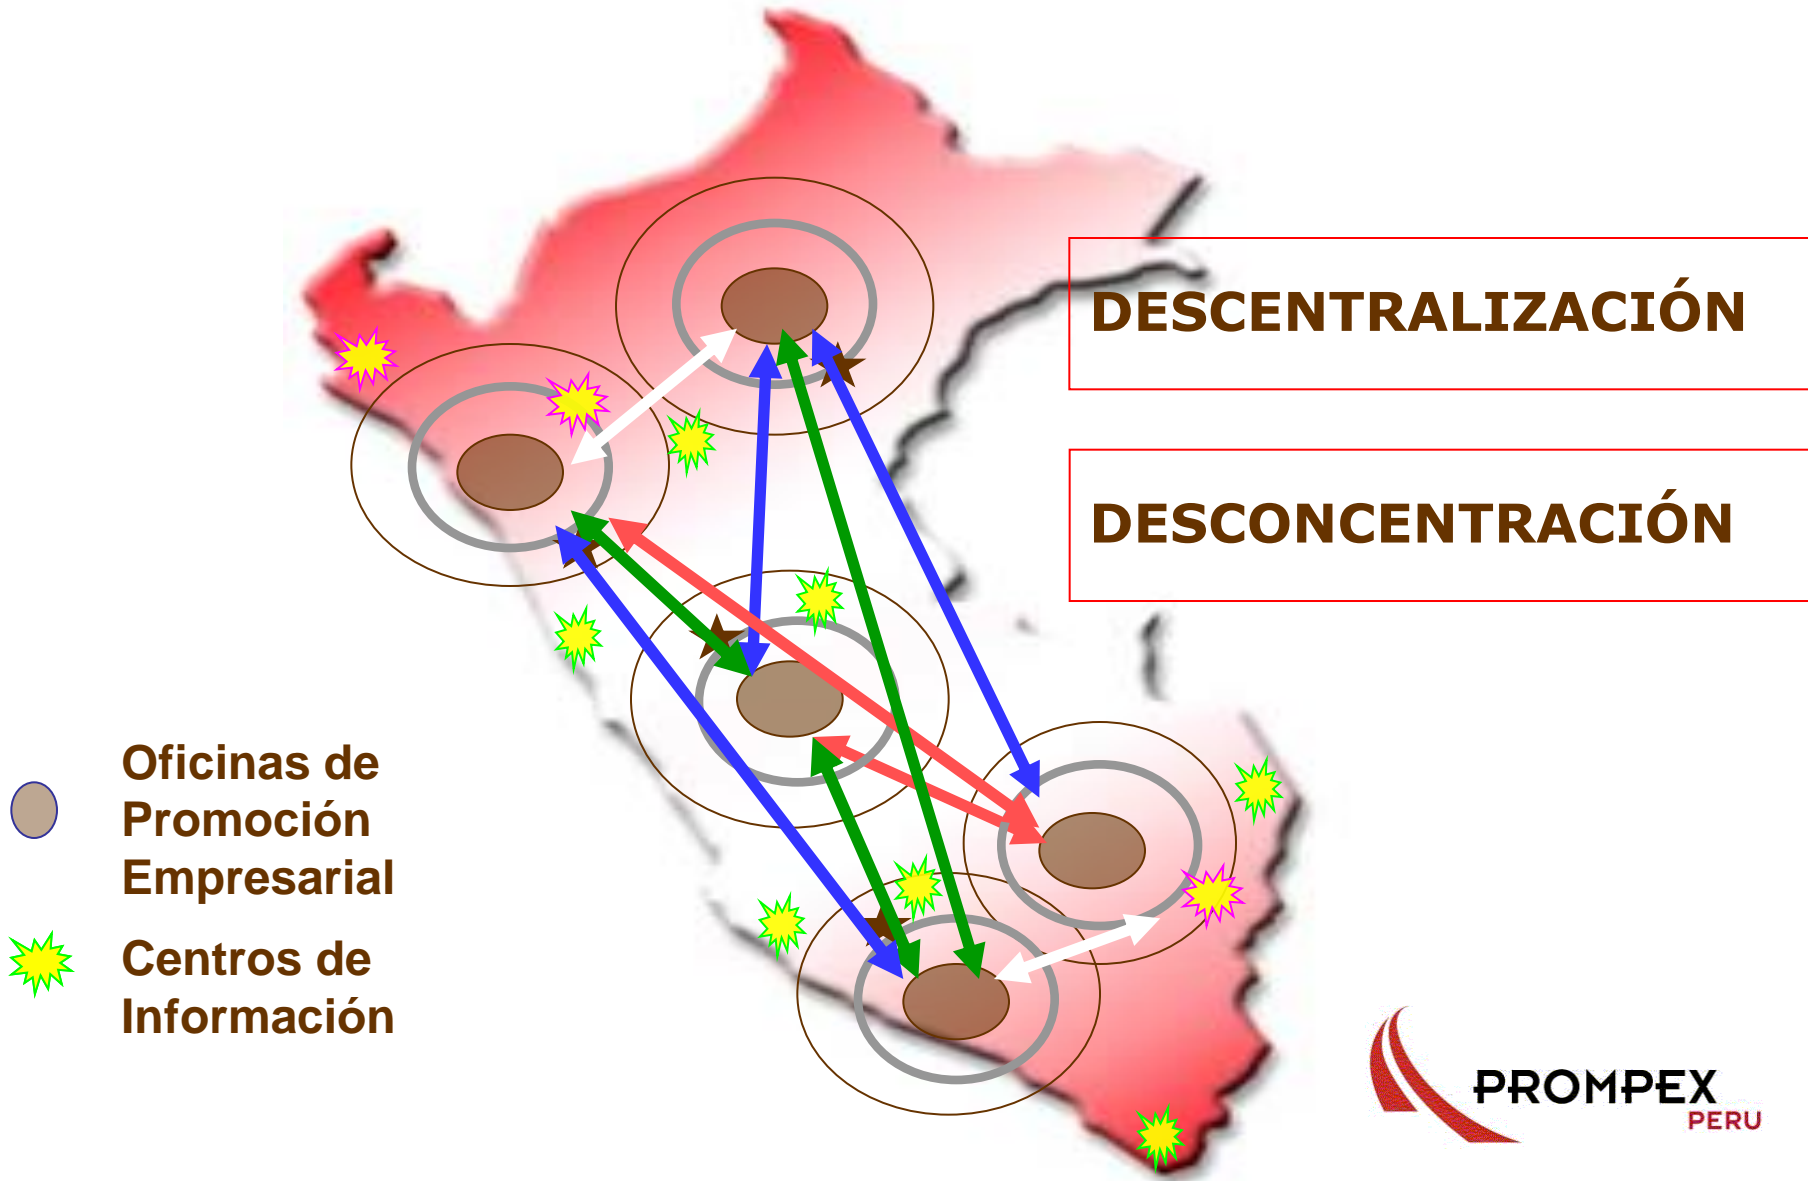 DESCENTRALIZACIÓN
DESCONCENTRACIÓN
Oficinas de
Promoción
Empresarial
Centros de
Información
PROMPEX
PERU